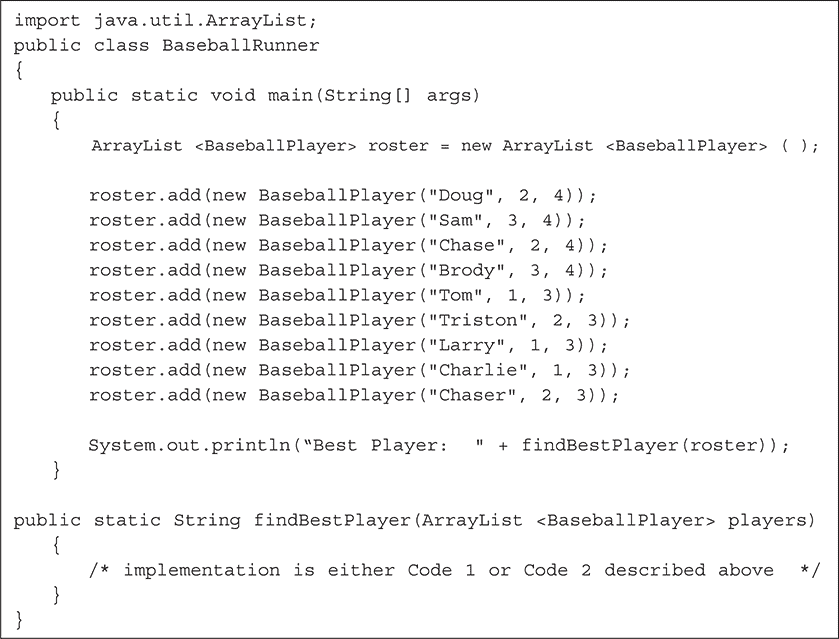 import java.util.ArrayList;
public class BaseballRunner
{
public static void main(String[] args)
{
ArrayList <BaseballPlayer> roster = new ArrayList <BaseballPlayer> ( );
roster.add(new BaseballPlayer("Doug", 2, 4));
roster.add(new BaseballPlayer("Sam", 3, 4));
roster.add(new BaseballPlayer("Chase", 2, 4));
roster.add(new BaseballPlayer("Brody", 3, 4));
roster.add(new BaseballPlayer("Tom", 1, 3));
roster.add(new BaseballPlayer("Triston", 2, 3));
roster.add(new BaseballPlayer("Larry", 1, 3));
roster.add(new BaseballPlayer("Charlie", 1, 3));
roster.add(new BaseballPlayer("Chaser", 2, 3));
System.out.println(“Best Player:  " + findBestPlayer(roster));
}
public static String findBestPlayer(ArrayList <BaseballPlayer> players)
{
/* implementation is either Code 1 or Code 2 described above  */
}
}